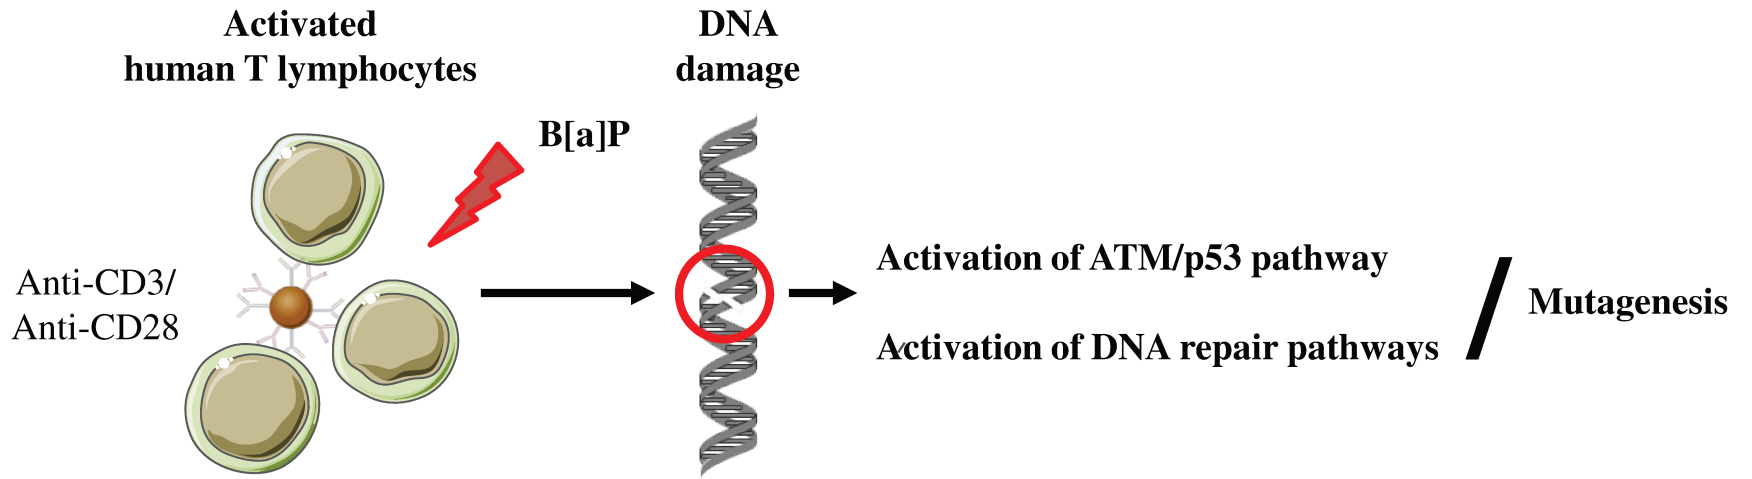 Activated
human T lymphocytes
DNA
damage
B[a]P
Anti-CD3/
Anti-CD28
Activation of ATM/p53 pathway
Activation of DNA repair pathways
/
Mutagenesis